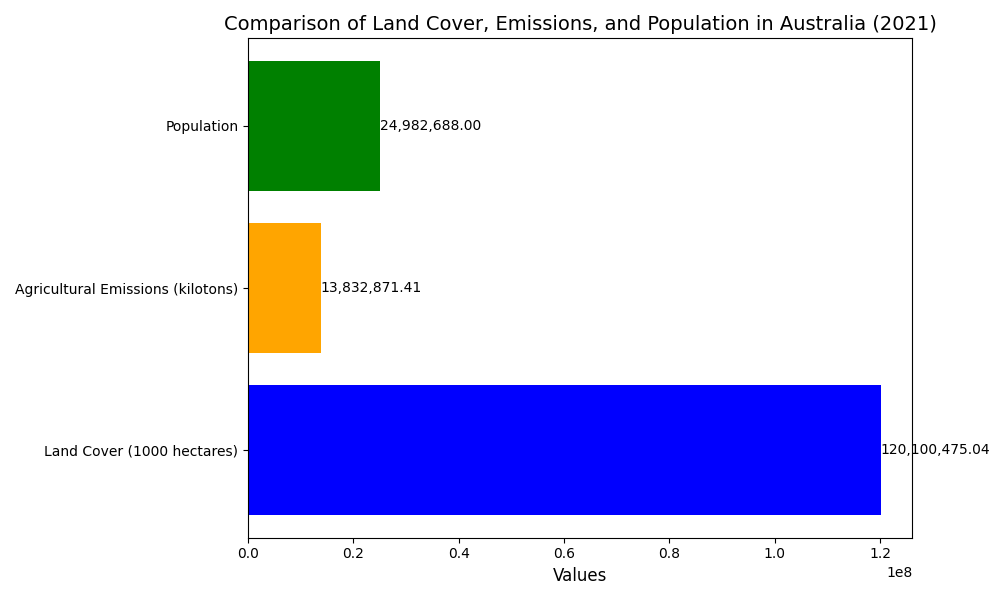 Comparison of Land Cover, Emissions, and Population in Australia (2021)
Population
24,982,688.00
Agricultural Emissions (kilotons)
13,832,871.41
Land Cover (1000 hectares)
120,100,475.04
0.0 0.2 0.4 0.6 0.8 1.0 1.2
1e8
Values